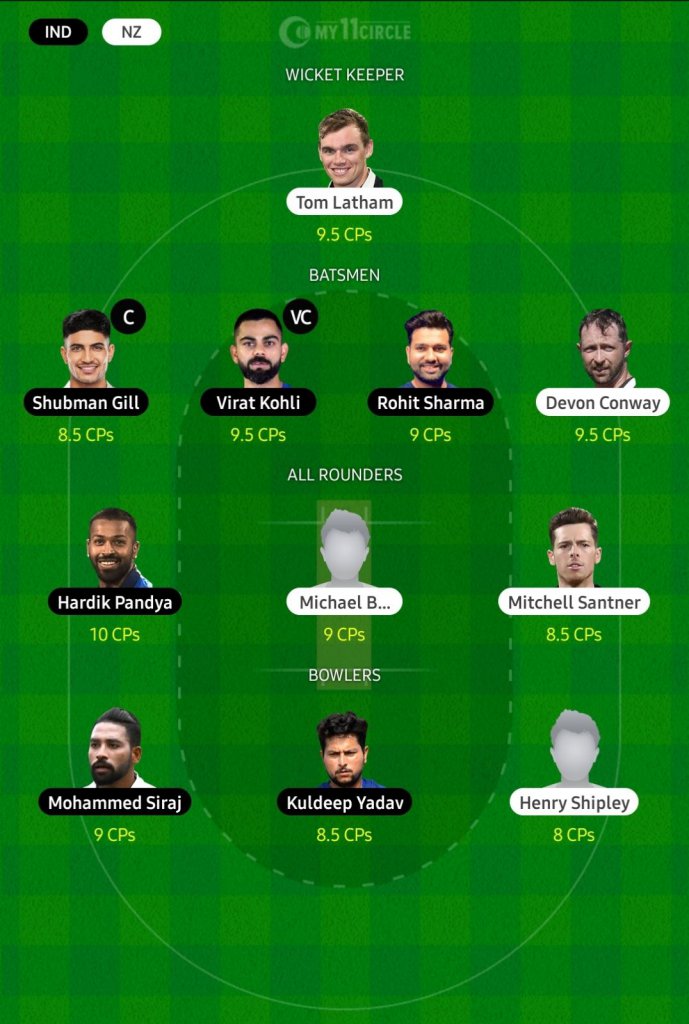 IND NZ MY11CIRCLE
WICKET KEEPER
Tom Latham
9.5 CPs
BATSMEN
C VC
Shubman Gill Virat Kohli Rohit Sharma Devon Conway
8.5 CPs 9.5 CPs 9 CPs 9.5 CPs
ALL ROUNDERS
Hardik Pandya Michael B... Mitchell Santner
10 CPs 9 CPs 8.5 CPs
BOWLERS
Mohammed Siraj Kuldeep Yadav Henry Shipley
9 CPs 8.5 CPs 8 CPs